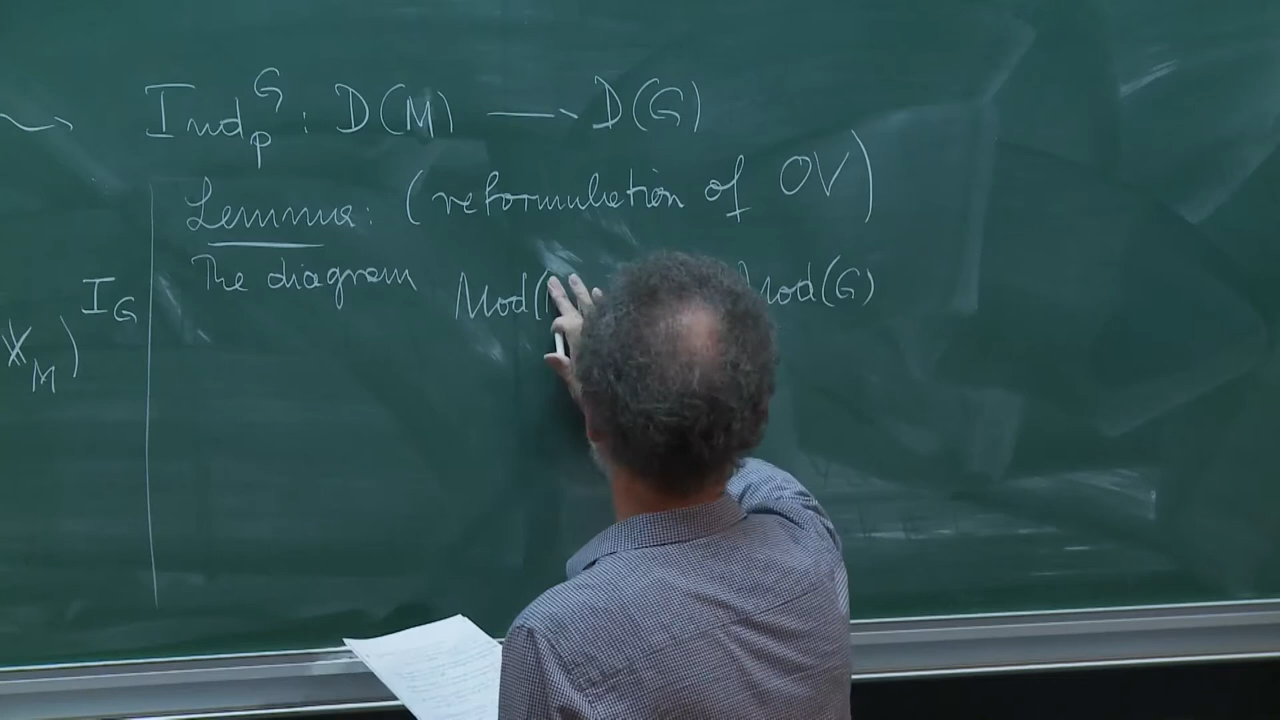 ⇝ Ind_P^G : D(M) → D(G)
Lemma: (reformulation of OV)
The diagram Mod( Mod(G)
I_G
X_M)